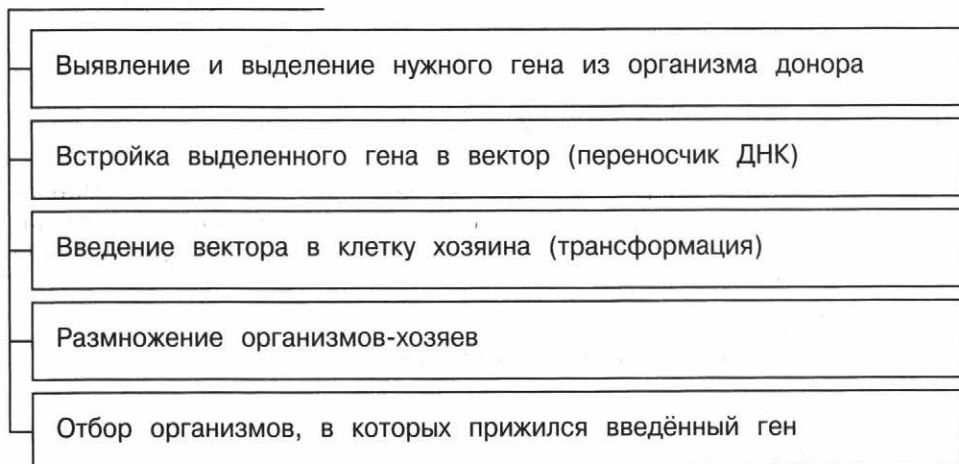 Выявление и выделение нужного гена из организма донора
Встройка выделенного гена в вектор (переносчик ДНК)
Введение вектора в клетку хозяина (трансформация)
Размножение организмов-хозяев
Отбор организмов, в которых прижился введённый ген